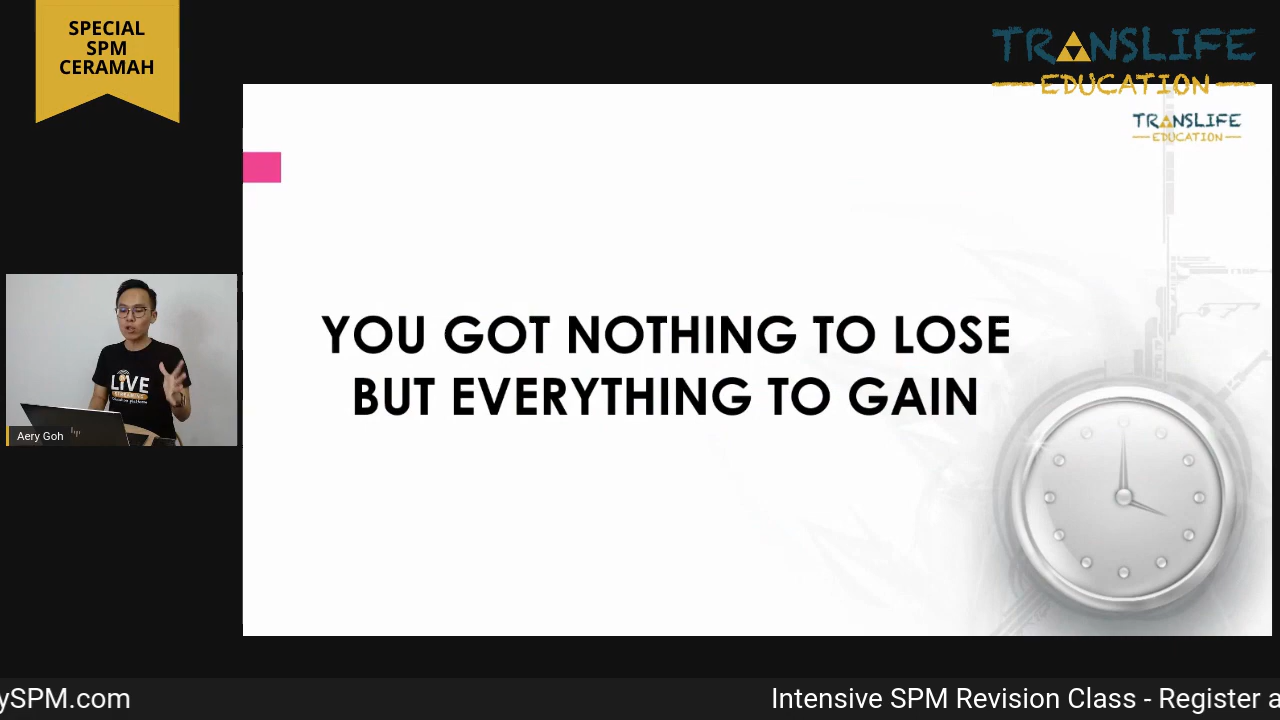 SPECIAL
SPM
CERAMAH
TRANSLIFE
EDUCATION
TRANSLIFE
EDUCATION
YOU GOT NOTHING TO LOSE
BUT EVERYTHING TO GAIN
LIVE
Aery Goh
hp
ySPM.com
Intensive SPM Revision Class - Register a